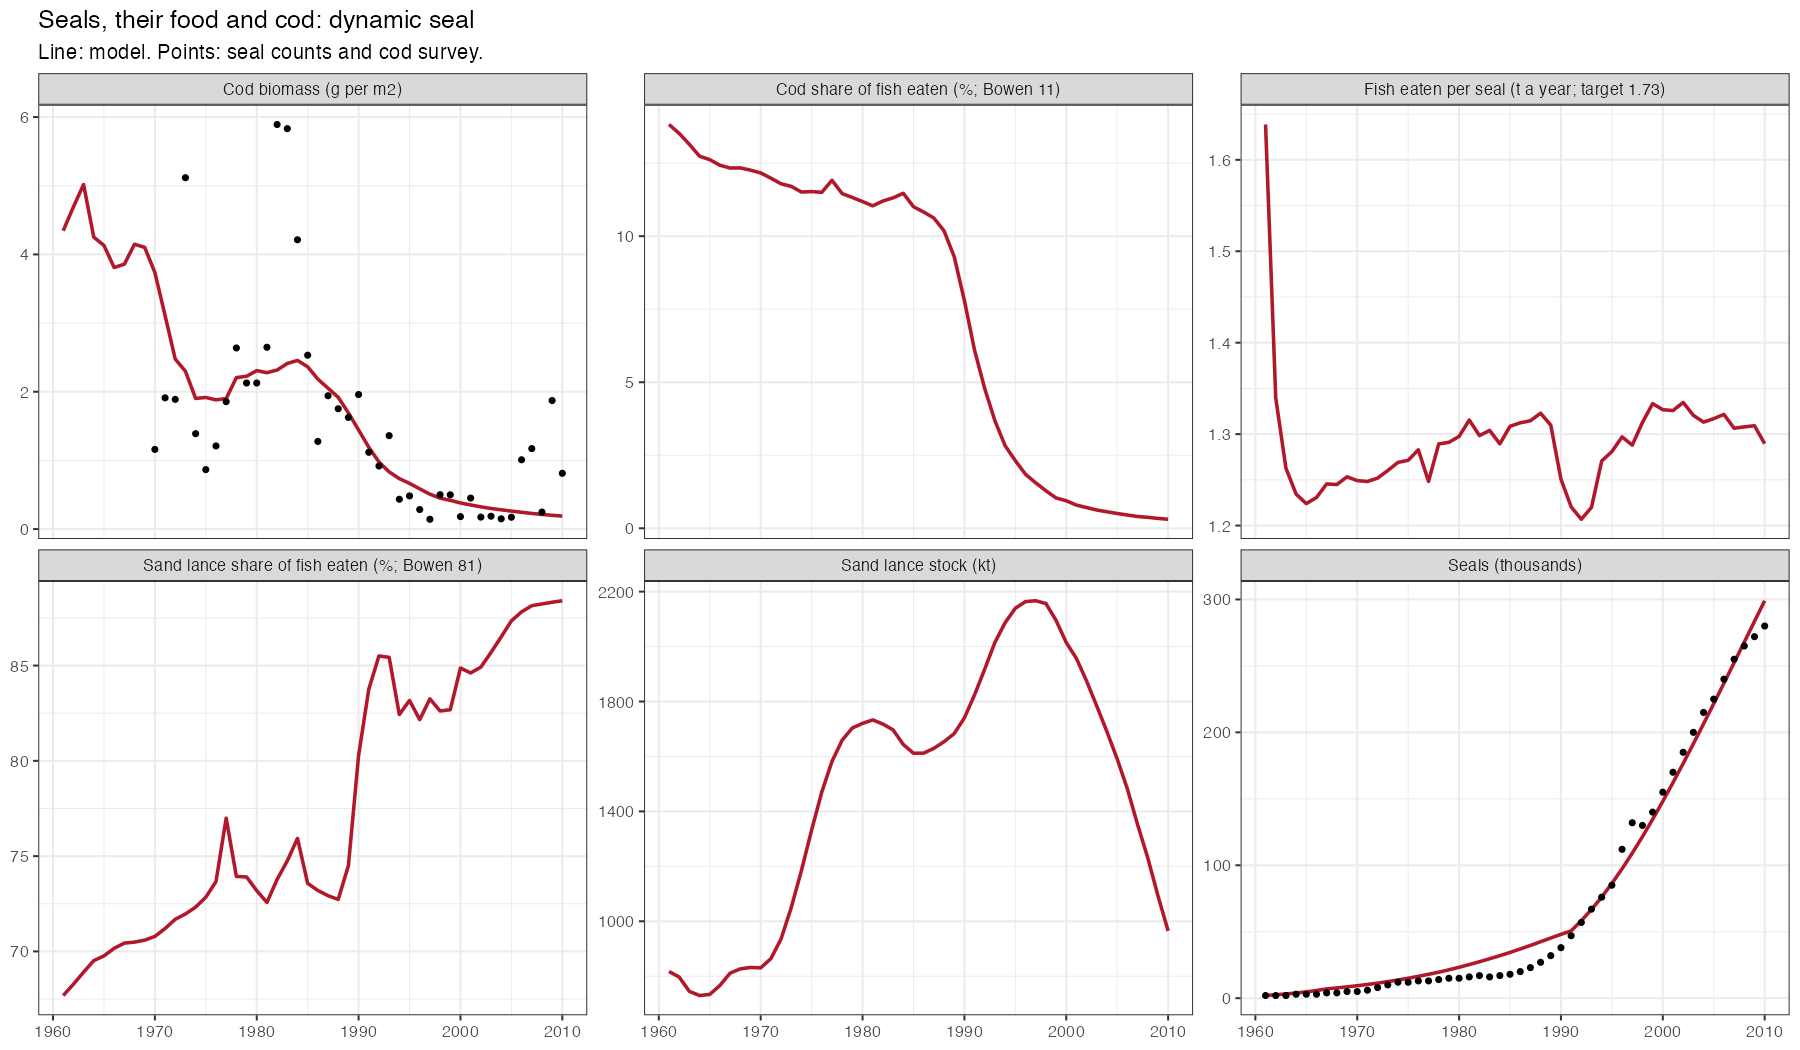 Seals, their food and cod: dynamic seal
Line: model. Points: seal counts and cod survey.
Cod biomass (g per m2)
Cod share of fish eaten (%; Bowen 11)
Fish eaten per seal (t a year; target 1.73)
6
4
2
0
10
5
0
1.6
1.5
1.4
1.3
1.2
Sand lance share of fish eaten (%; Bowen 81)
Sand lance stock (kt)
Seals (thousands)
85
80
75
70
2200
1800
1400
1000
300
200
100
0
1960 1970 1980 1990 2000 2010
1960 1970 1980 1990 2000 2010
1960 1970 1980 1990 2000 2010